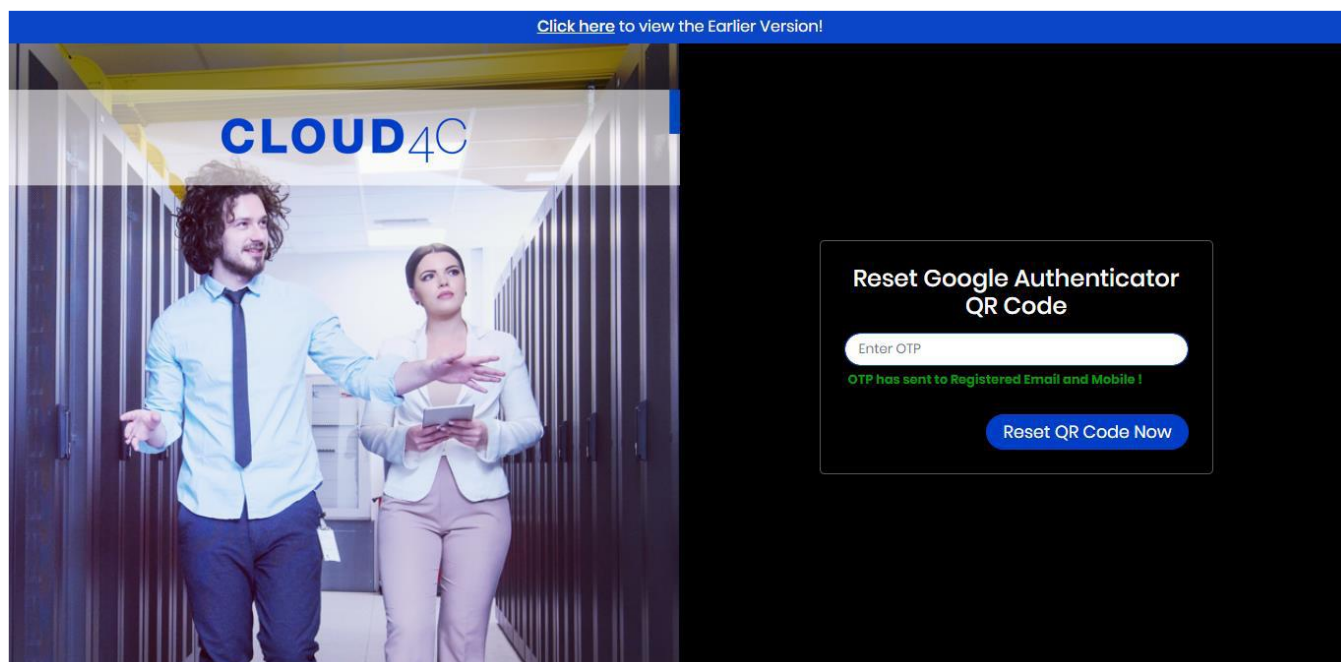 Click here to view the Earlier Version!
CLOUD4C
Reset Google Authenticator
QR Code
Enter OTP
OTP has sent to Registered Email and Mobile !
Reset QR Code Now